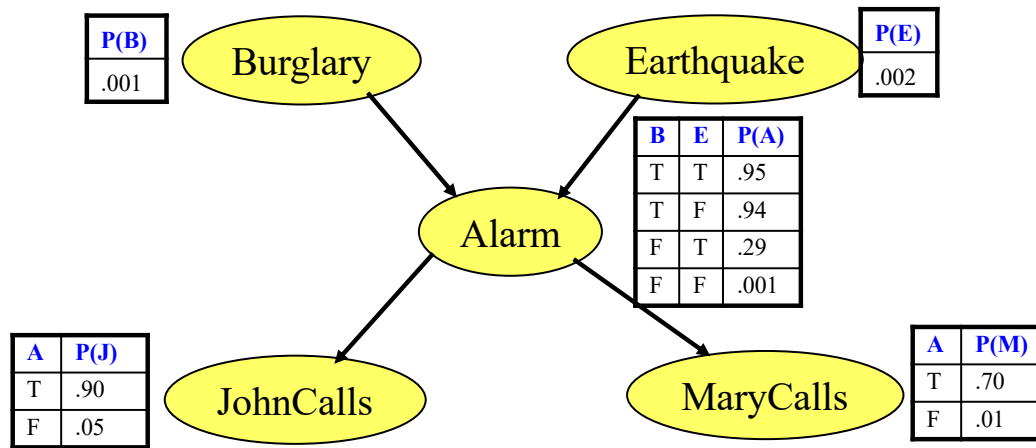 P(B)
.001
Burglary
Earthquake
P(E)
.002
B E P(A)
T T .95
T F .94
F T .29
F F .001
Alarm
A P(J)
T .90
F .05
JohnCalls
MaryCalls
A P(M)
T .70
F .01